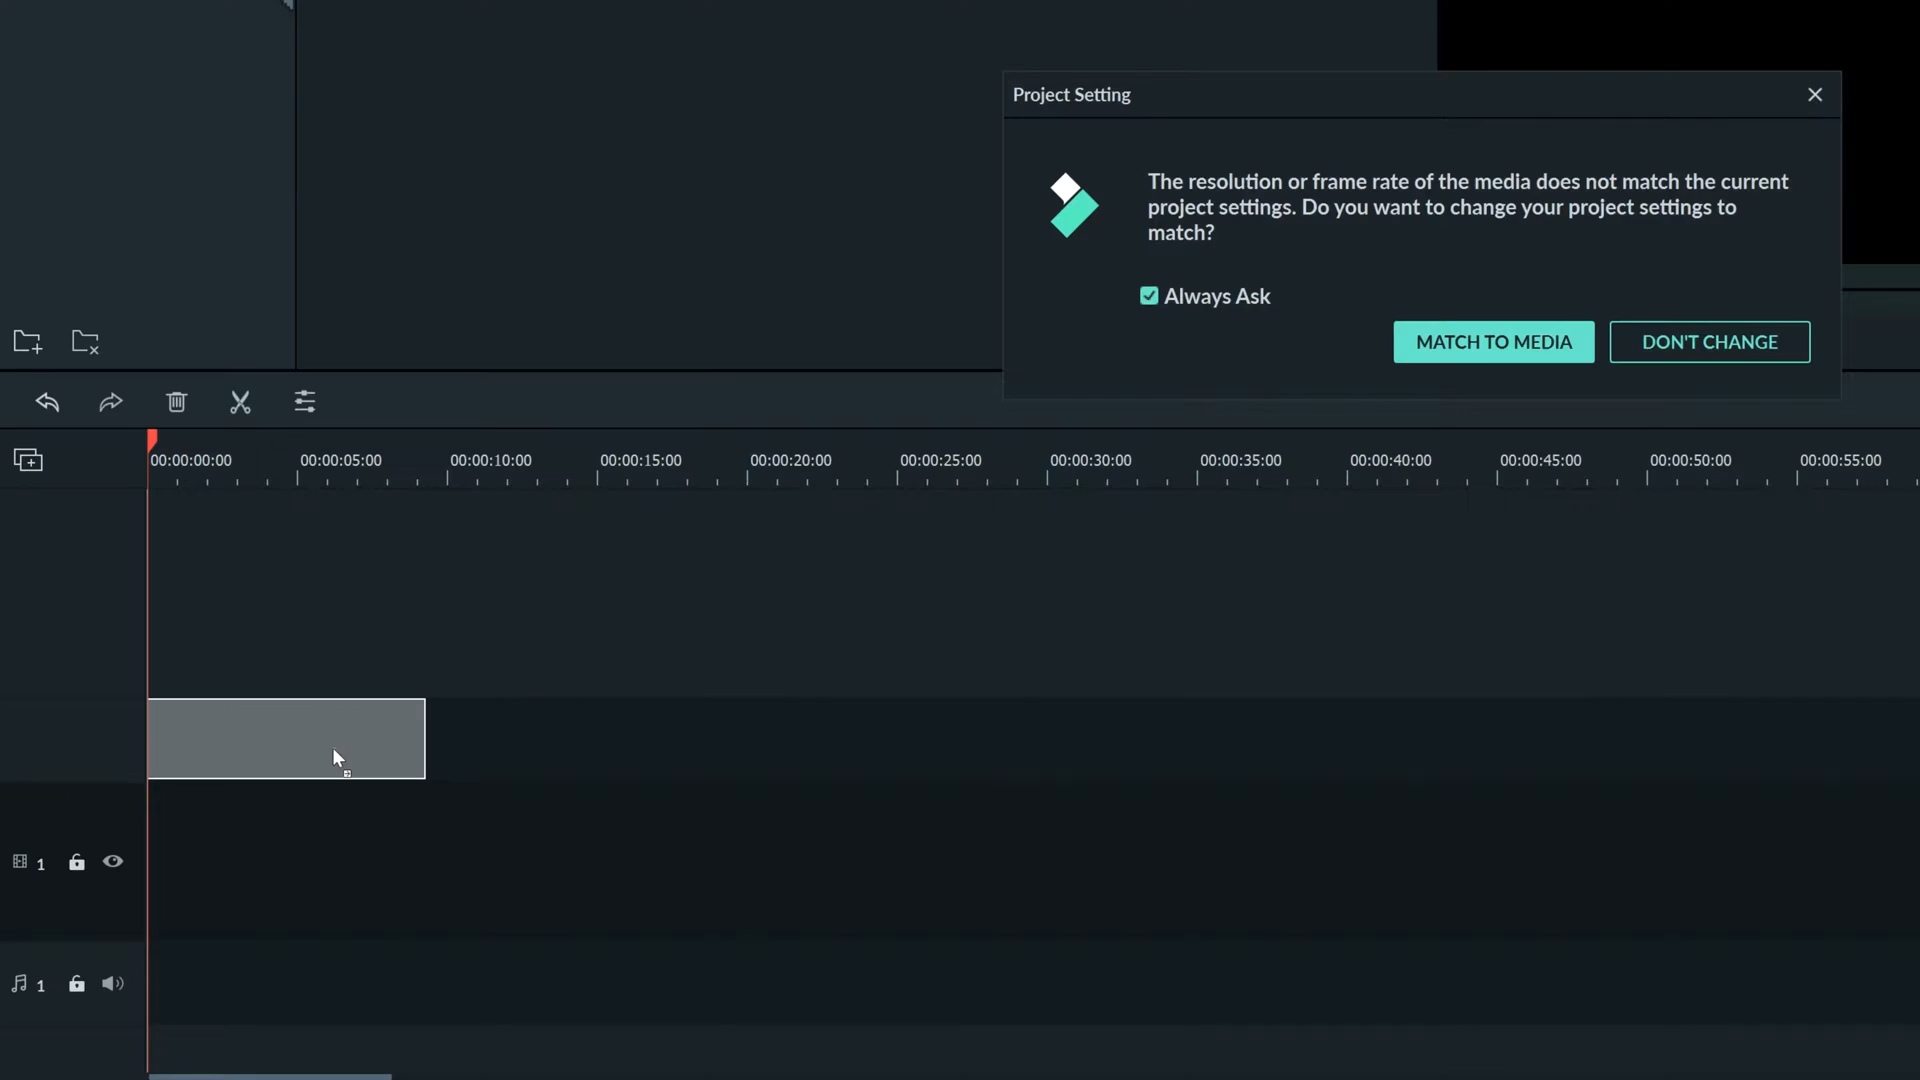 Project Setting
The resolution or frame rate of the media does not match the current
project settings. Do you want to change your project settings to
match?
Always Ask
MATCH TO MEDIA DON'T CHANGE
00:00:00:00 00:00:05:00 00:00:10:00 00:00:15:00 00:00:20:00 00:00:25:00 00:00:30:00 00:00:35:00 00:00:40:00 00:00:45:00 00:00:50:00 00:00:55:00
1
1